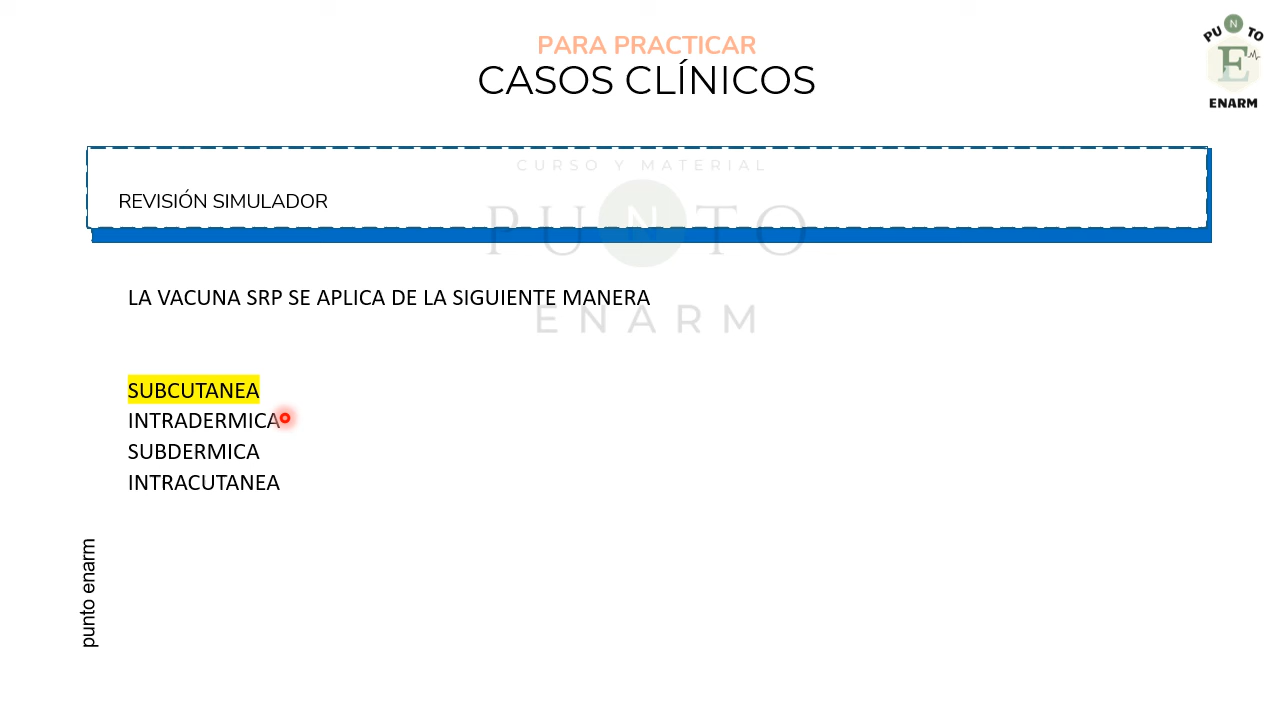 PARA PRACTICAR
CASOS CLÍNICOS
PU N TO
E
ENARM
CURSO Y MATERIAL
PUNTO
ENARM
REVISIÓN SIMULADOR
LA VACUNA SRP SE APLICA DE LA SIGUIENTE MANERA
SUBCUTANEA
INTRADERMICA
SUBDERMICA
INTRACUTANEA
punto enarm